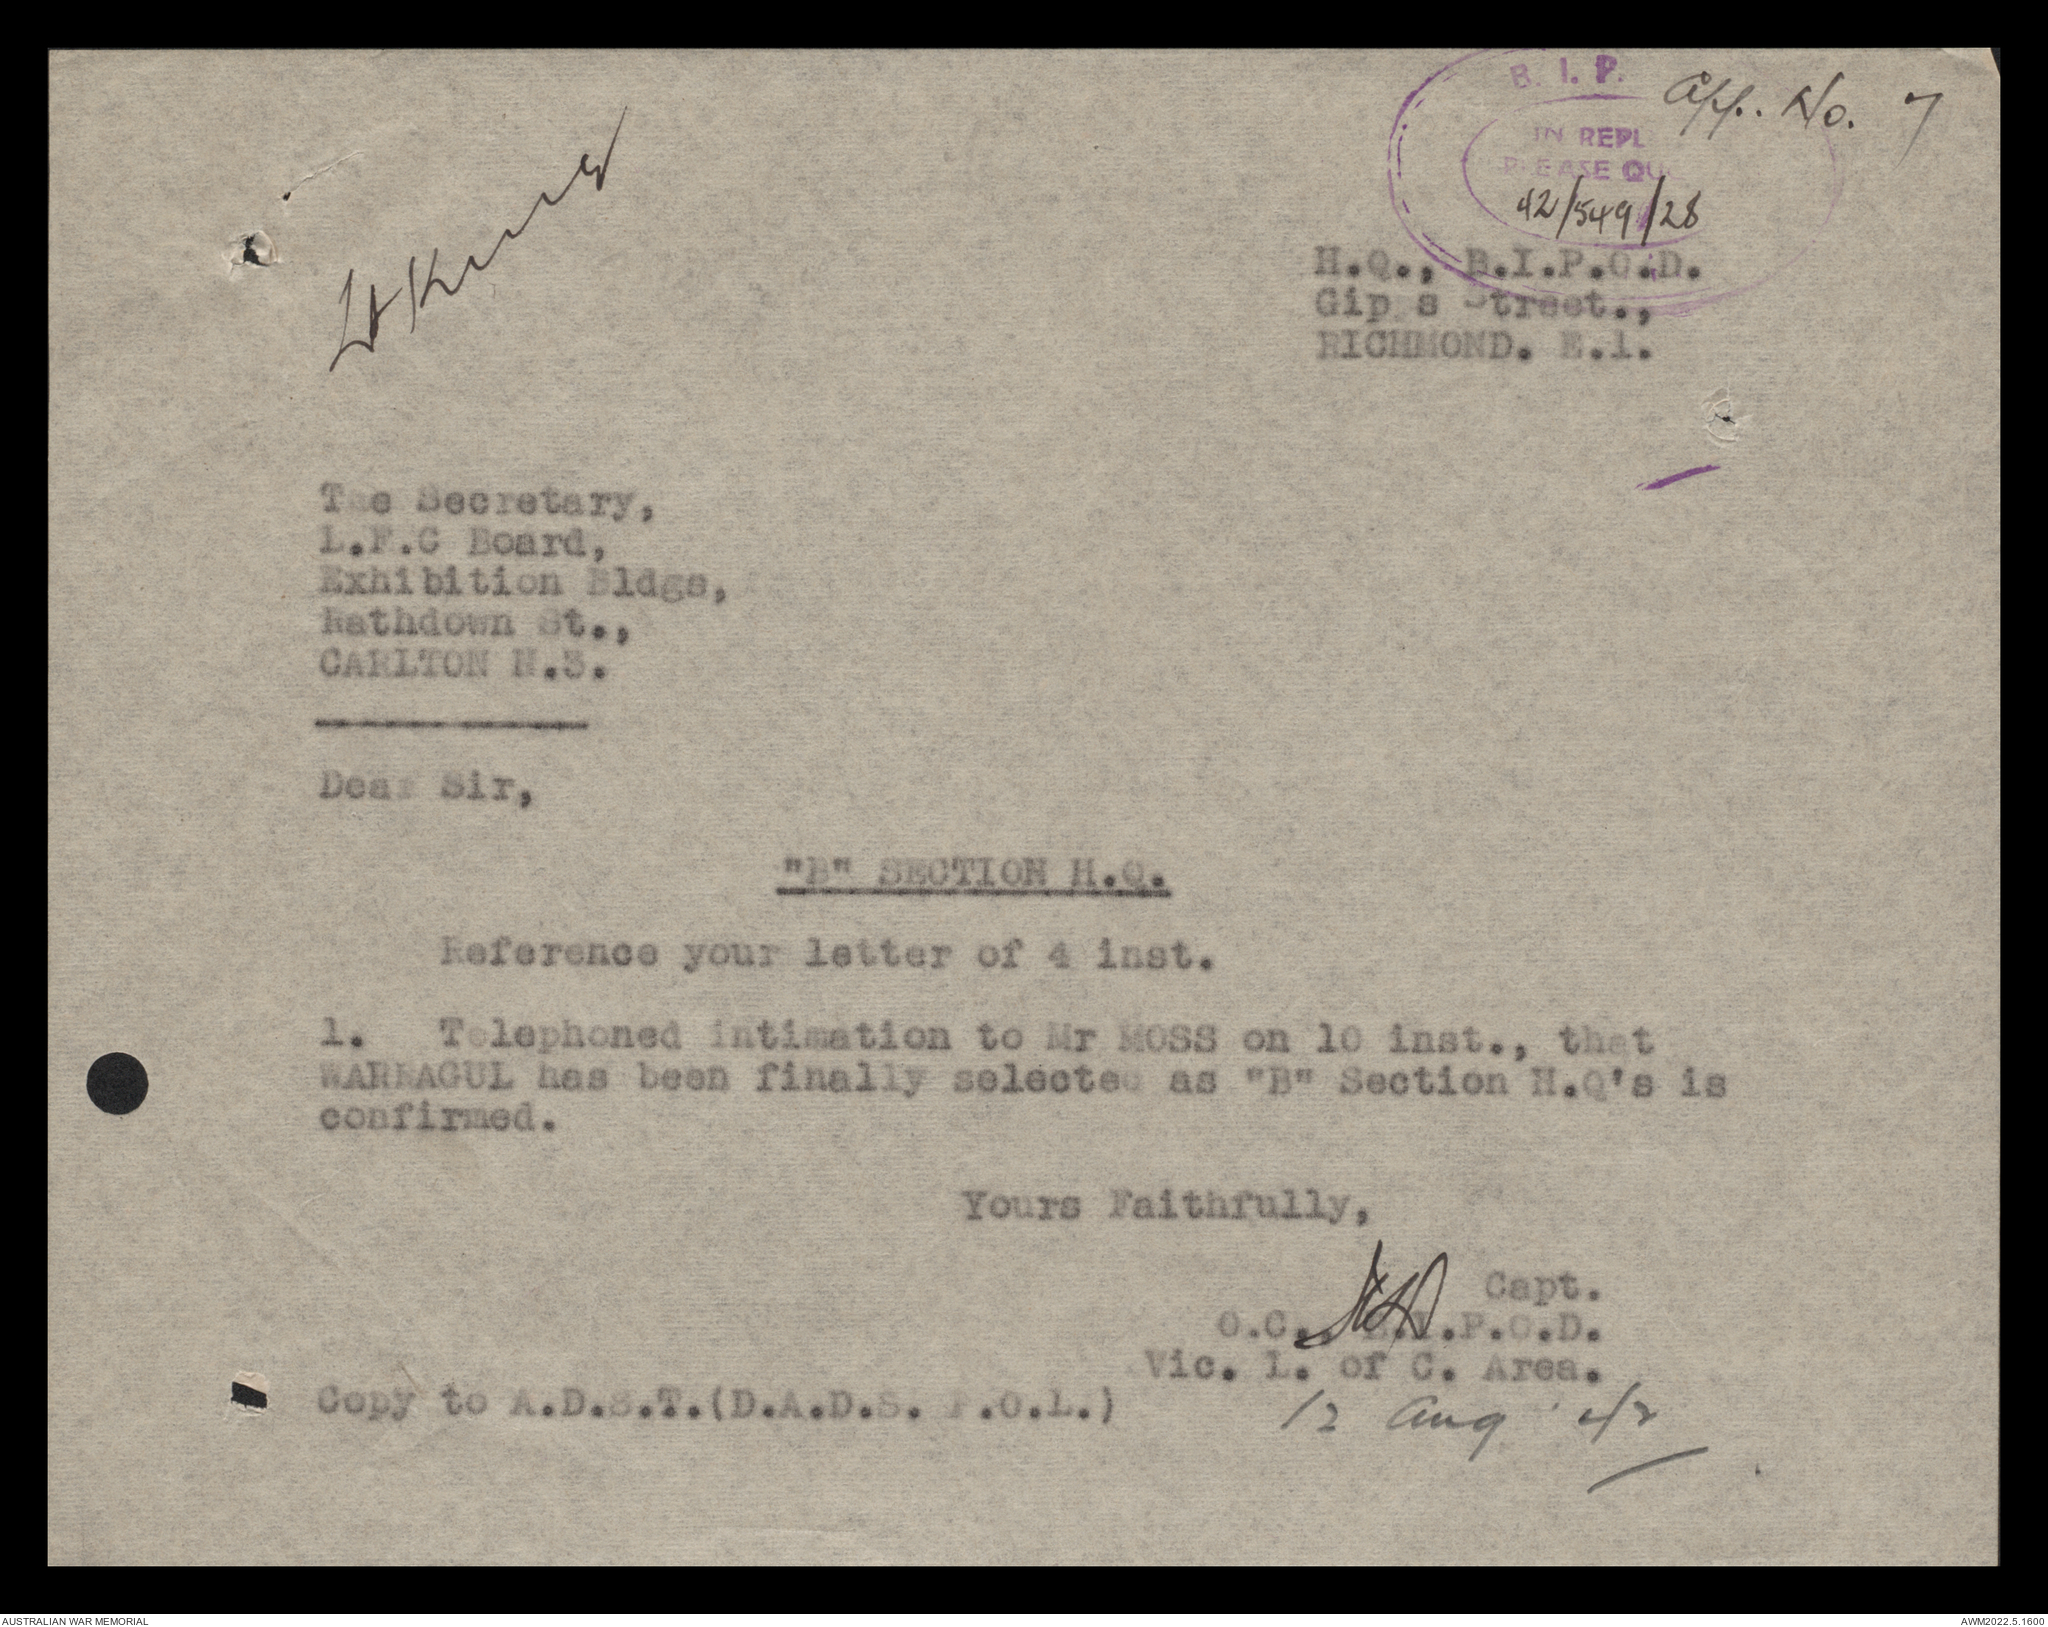 B. I. P.
App. No. 7
IN REPL
PLEASE QU
42/549/28
H.Q., B.I.P.O.D.
Gipps Street.,
RICHMOND. E.1.
Lt
The Secretary,
L.F.C Board,
Exhibition Bldgs,
Rathdown St.,
CARLTON N.3.
Dear Sir,
"B" SECTION H.Q.
Reference your letter of 4 inst.
1. Telephoned intimation to Mr MOSS on 10 inst., that
WARRAGUL has been finally selected as "B" Section H.Q's is
confirmed.
Yours Faithfully,
Capt.
O.C., B.I.P.O.D.
Vic. L. of C. Area.
Copy to A.D.S.T.(D.A.D.S. P.O.L.)
12 Aug 42
AUSTRALIAN WAR MEMORIAL
AWM2022.5.1600